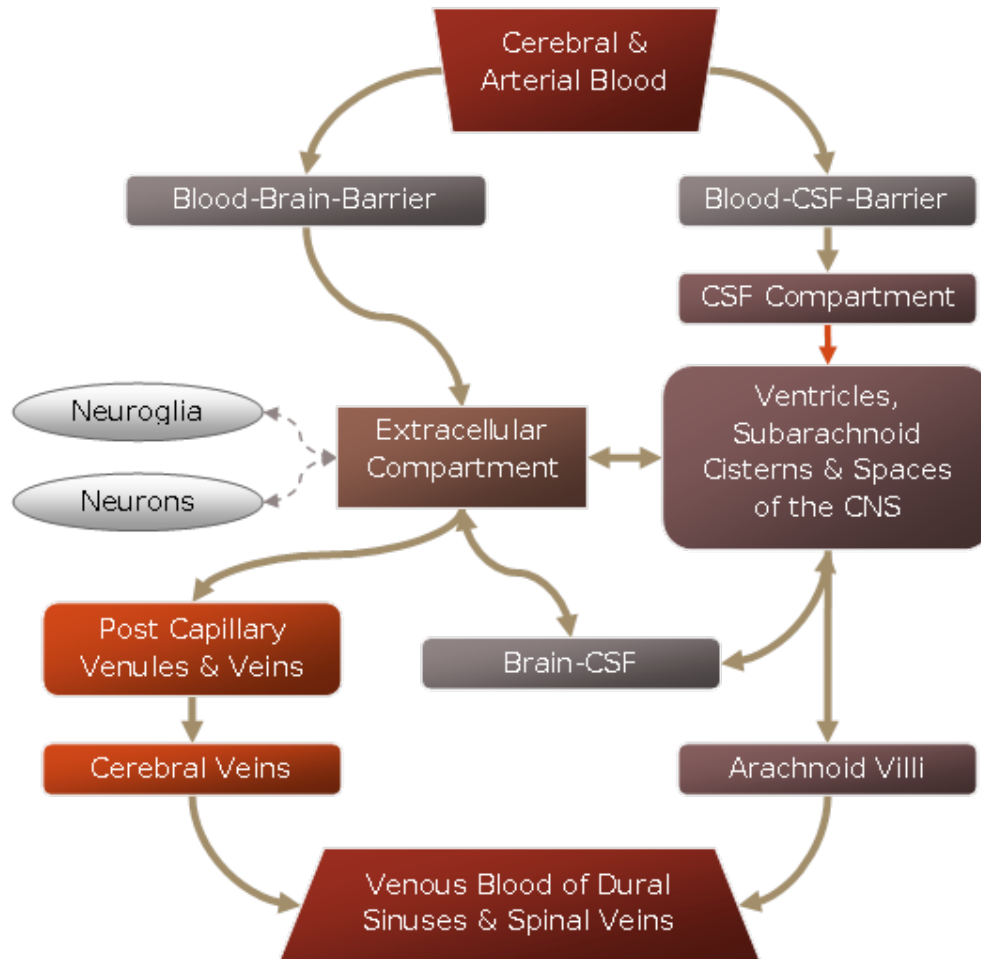 Cerebral &
Arterial Blood
Blood-Brain-Barrier
Blood-CSF-Barrier
CSF Compartment
Neuroglia
Neurons
Extracellular
Compartment
Ventricles,
Subarachnoid
Cisterns & Spaces
of the CNS
Post Capillary
Venules & Veins
Brain-CSF
Cerebral Veins
Arachnoid Villi
Venous Blood of Dural
Sinuses & Spinal Veins